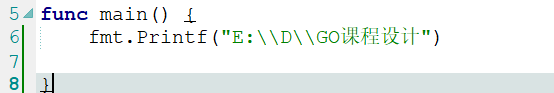 5 func main() {
6     fmt.Printf("E:\\D\\GO课程设计")
7
8 }